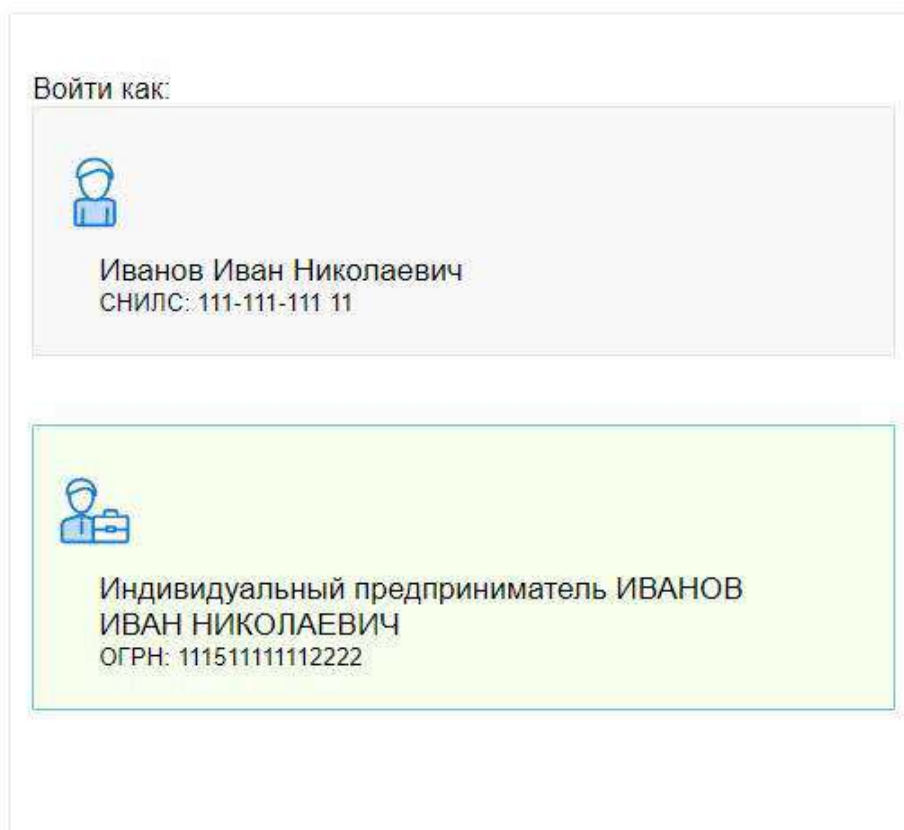 Войти как:
Иванов Иван Николаевич
СНИЛС: 111-111-111 11
Индивидуальный предприниматель ИВАНОВ
ИВАН НИКОЛАЕВИЧ
ОГРН: 111511111112222